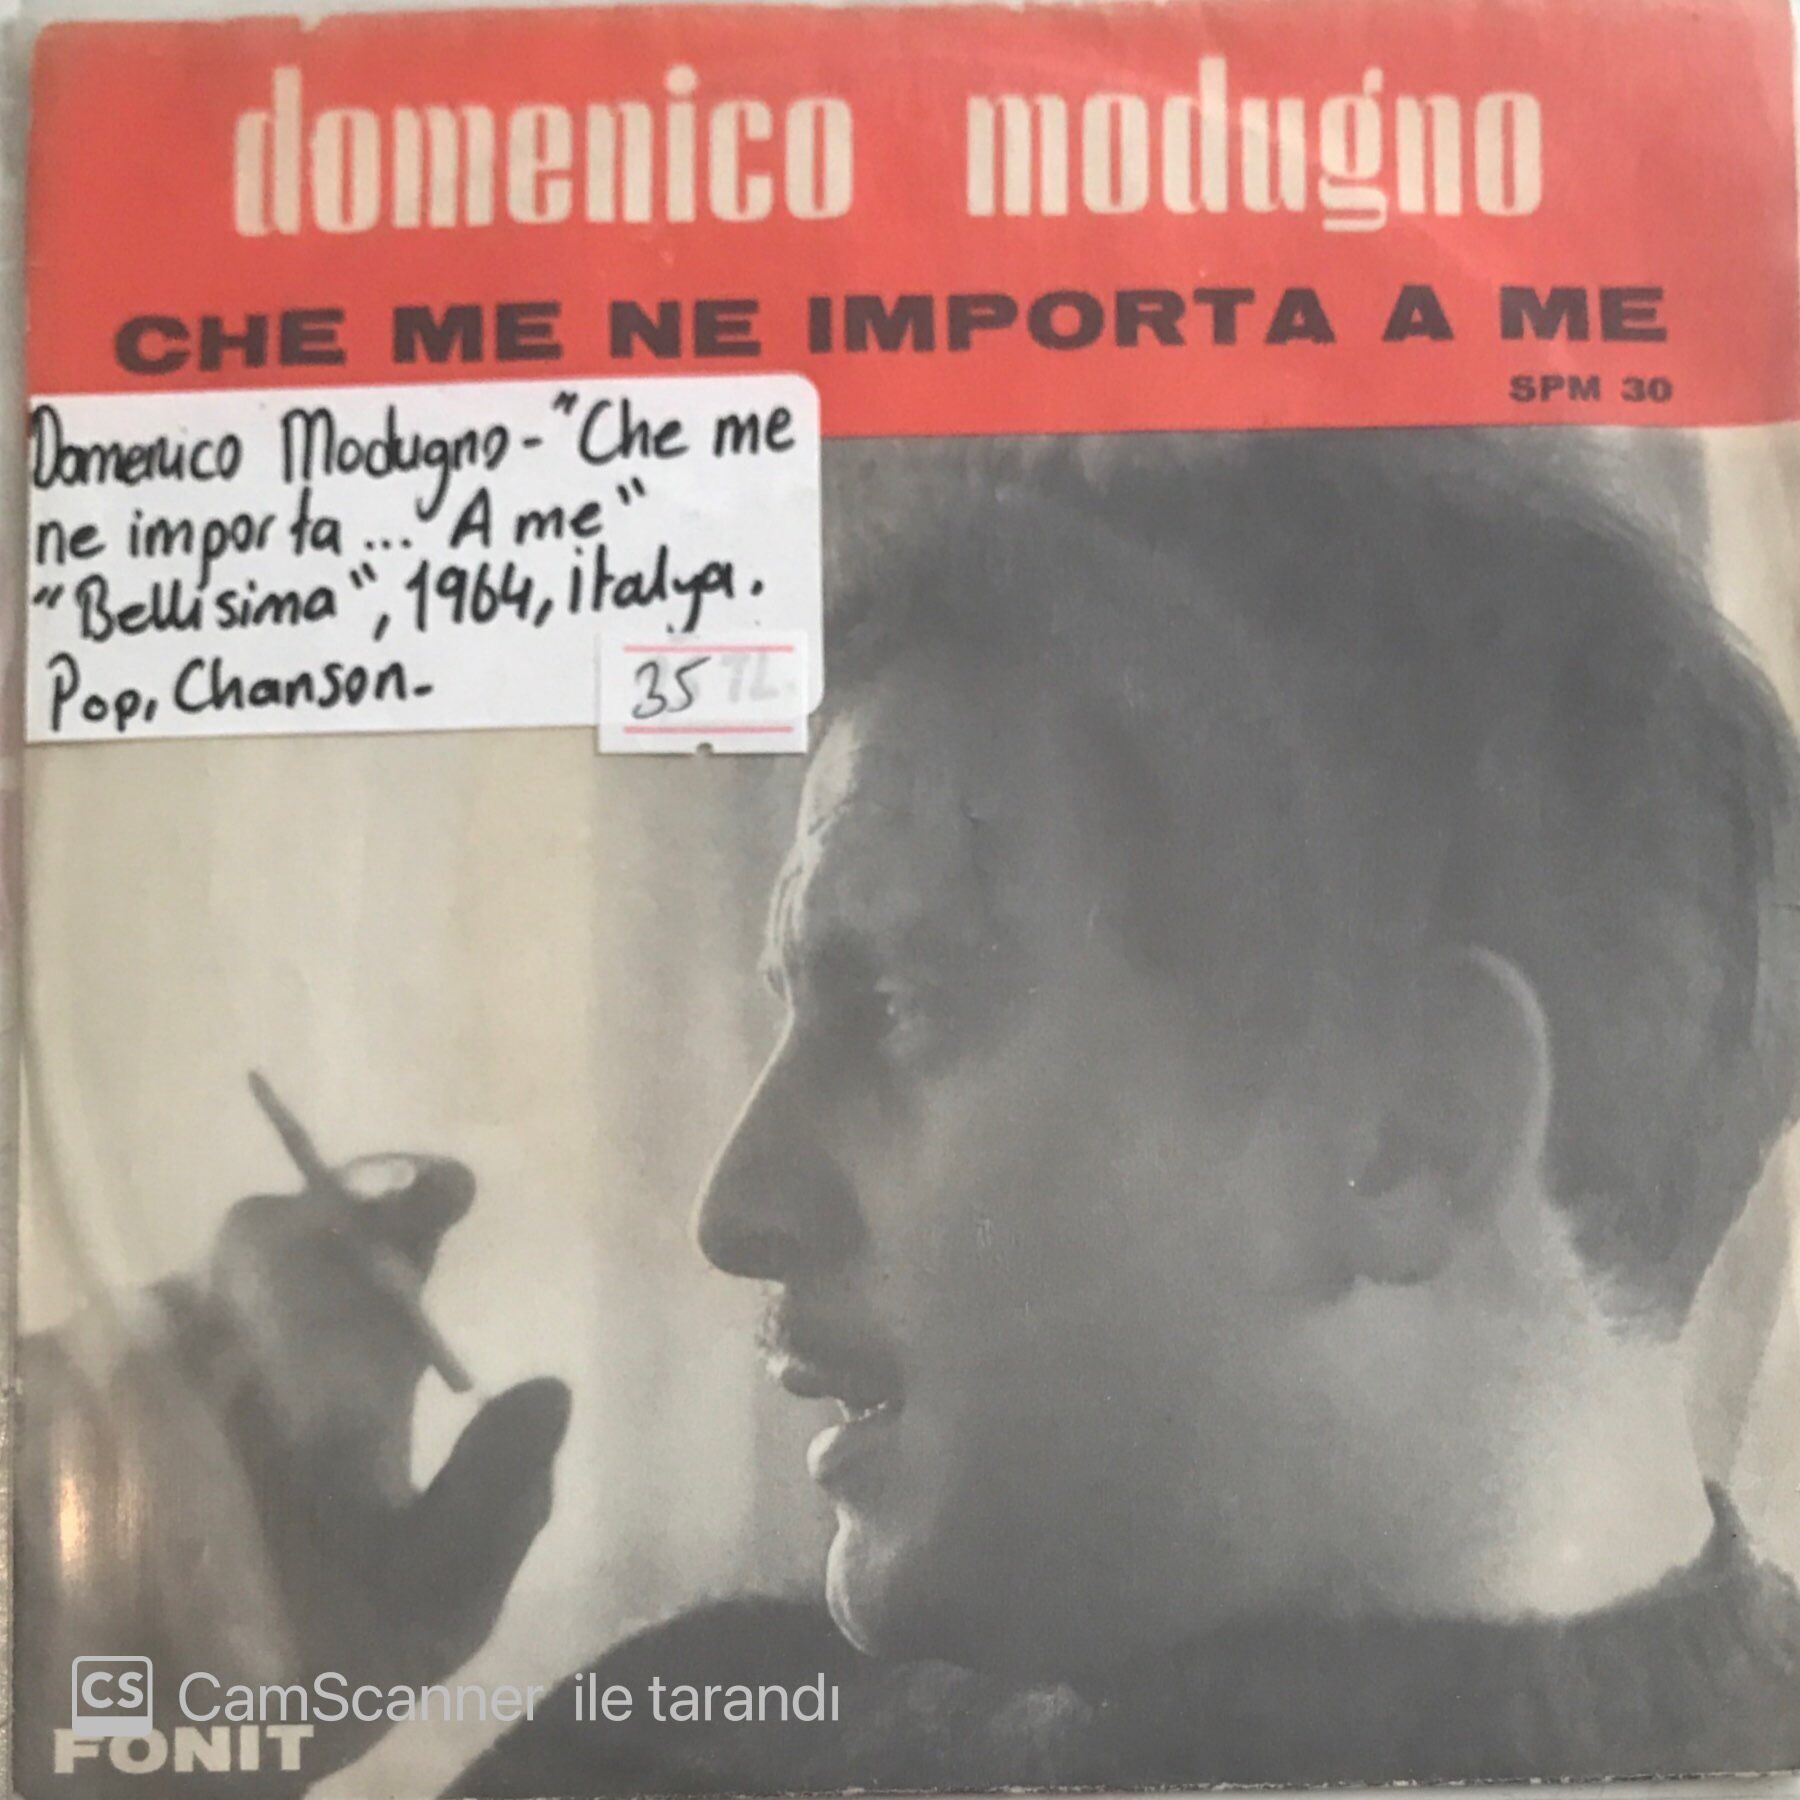 domenico modugno
CHE ME NE IMPORTA A ME
SPM 30
Domenico Modugno - "Che me
ne importa... A me"
"Bellisima", 1964, italya.
Pop, Chanson-
35 TL.
CS CamScanner ile tarandı
FONIT